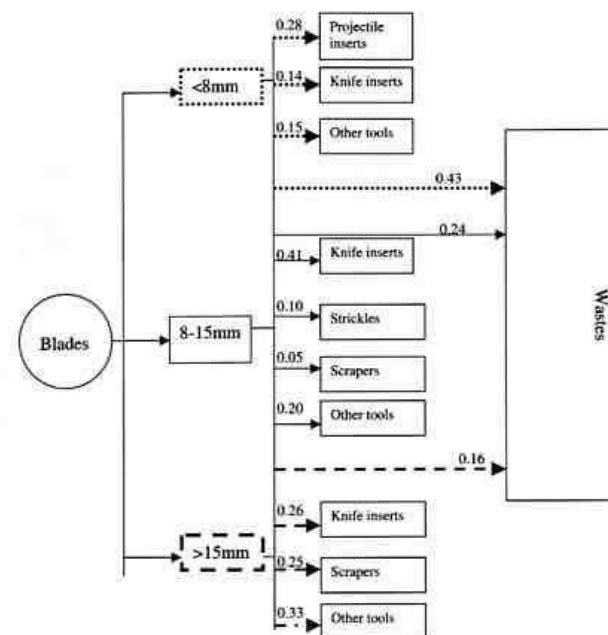 0.28
Projectile
inserts
<8mm
0.14
Knife inserts
0.15
Other tools
0.43
0.24
0.41
Knife inserts
0.10
Strickles
Blades
8-15mm
Wastes
0.05
Scrapers
0.20
Other tools
0.16
0.26
Knife inserts
>15mm
0.25
Scrapers
0.33
Other tools